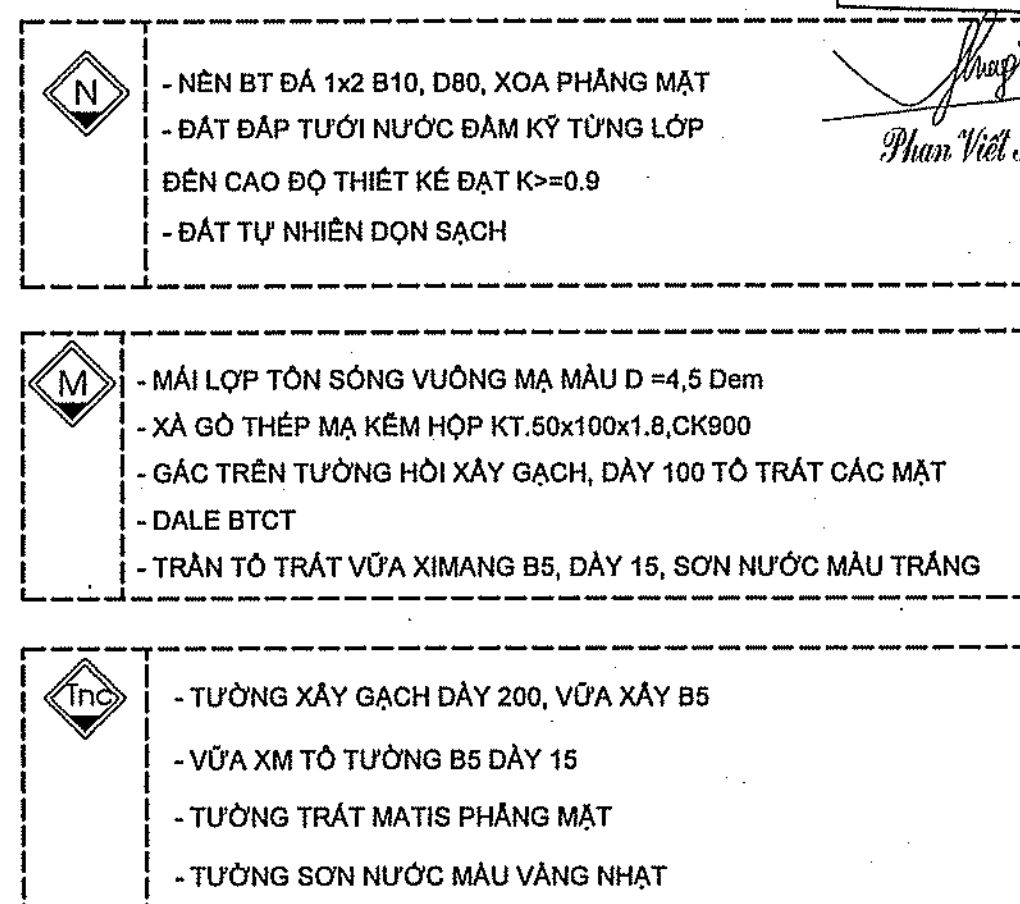 N
- NỀN BT ĐÁ 1x2 B10, D80, XOA PHẲNG MẶT
- ĐẤT ĐẮP TƯỚI NƯỚC ĐẦM KỸ TỪNG LỚP
ĐẾN CAO ĐỘ THIẾT KẾ ĐẠT K>=0.9
- ĐẤT TỰ NHIÊN DỌN SẠCH
Phan Viết
M
- MÁI LỢP TÔN SÓNG VUÔNG MẠ MÀU D =4,5 Dem
- XÀ GỒ THÉP MẠ KẼM HỘP KT.50x100x1.8,CK900
- GÁC TRÊN TƯỜNG HỒI XÂY GẠCH, DÀY 100 TÔ TRÁT CÁC MẶT
- DALE BTCT
- TRẦN TÔ TRÁT VỮA XIMANG B5, DÀY 15, SƠN NƯỚC MÀU TRẮNG
Tnc
- TƯỜNG XÂY GẠCH DÀY 200, VỮA XÂY B5
- VỮA XM TÔ TƯỜNG B5 DÀY 15
- TƯỜNG TRÁT MATIS PHẲNG MẶT
- TƯỜNG SƠN NƯỚC MÀU VÀNG NHẠT